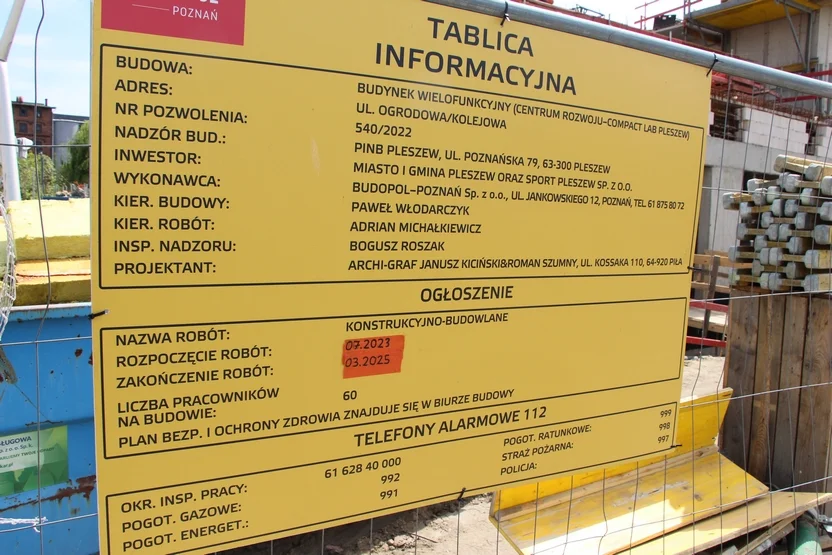 POZNAŃ
TABLICA
INFORMACYJNA
BUDOWA: BUDYNEK WIELOFUNKCYJNY (CENTRUM ROZWOJU–COMPACT LAB PLESZEW)
ADRES: UL. OGRODOWA/KOLEJOWA
NR POZWOLENIA: 540/2022
NADZÓR BUD.: PINB PLESZEW, UL. POZNAŃSKA 79, 63-300 PLESZEW
INWESTOR: MIASTO I GMINA PLESZEW ORAZ SPORT PLESZEW SP. Z O.O.
WYKONAWCA: BUDOPOL–POZNAŃ Sp. z o.o., UL. JANKOWSKIEGO 12, POZNAŃ, TEL. 61 875 80 72
KIER. BUDOWY: PAWEŁ WŁODARCZYK
KIER. ROBÓT: ADRIAN MICHAŁKIEWICZ
INSP. NADZORU: BOGUSZ ROSZAK
PROJEKTANT: ARCHI-GRAF JANUSZ KICIŃSKI&ROMAN SZUMNY, UL. KOSSAKA 110, 64-920 PIŁA
OGŁOSZENIE
NAZWA ROBÓT: KONSTRUKCYJNO-BUDOWLANE
ROZPOCZĘCIE ROBÓT: 07.2023
ZAKOŃCZENIE ROBÓT: 03.2025
LICZBA PRACOWNIKÓW
NA BUDOWIE: 60
PLAN BEZP. I OCHRONY ZDROWIA ZNAJDUJE SIĘ W BIURZE BUDOWY
TELEFONY ALARMOWE 112
OKR. INSP. PRACY: 61 628 40 000
POGOT. GAZOWE: 992
POGOT. ENERGET.: 991
POGOT. RATUNKOWE: 999
STRAŻ POŻARNA: 998
POLICJA: 997